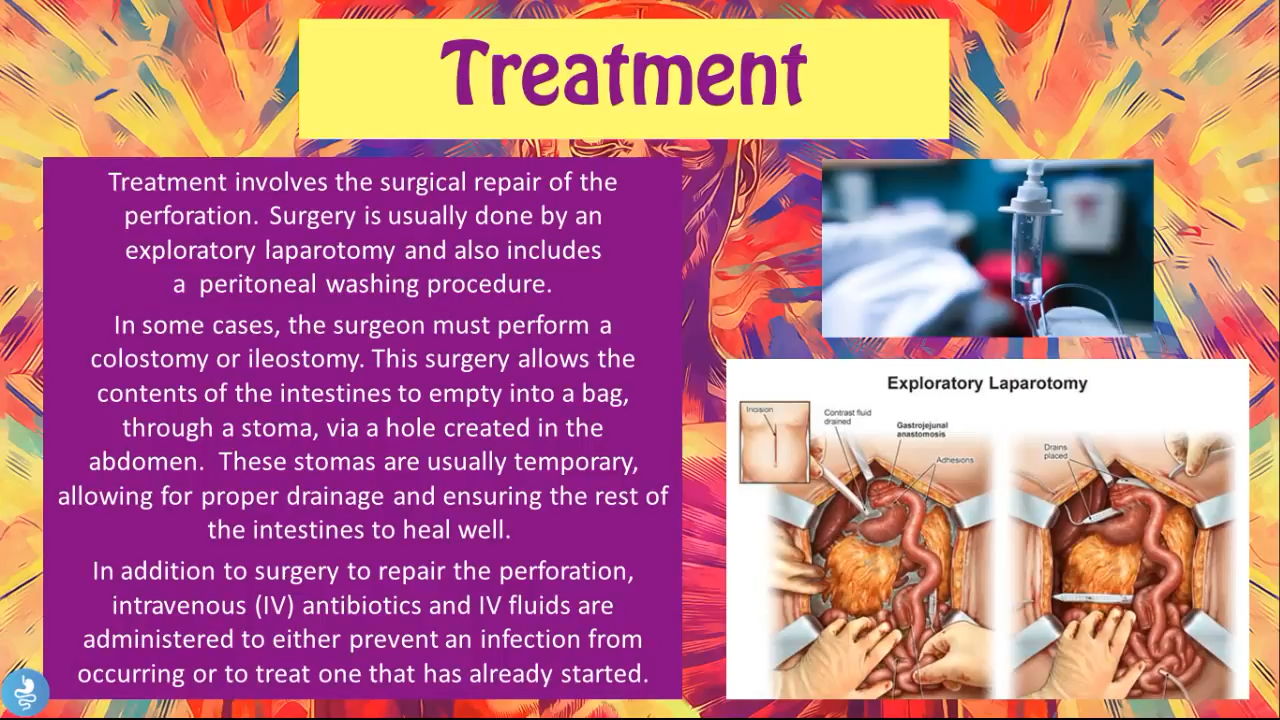 Treatment
Treatment involves the surgical repair of the
perforation. Surgery is usually done by an
exploratory laparotomy and also includes
a peritoneal washing procedure.
In some cases, the surgeon must perform a
colostomy or ileostomy. This surgery allows the
contents of the intestines to empty into a bag,
through a stoma, via a hole created in the
abdomen. These stomas are usually temporary,
allowing for proper drainage and ensuring the rest of
the intestines to heal well.
In addition to surgery to repair the perforation,
intravenous (IV) antibiotics and IV fluids are
administered to either prevent an infection from
occurring or to treat one that has already started.
Exploratory Laparotomy
Incision
Contrast fluid
drained
Gastrojejunal
anastomosis
Adhesions
Drains
placed